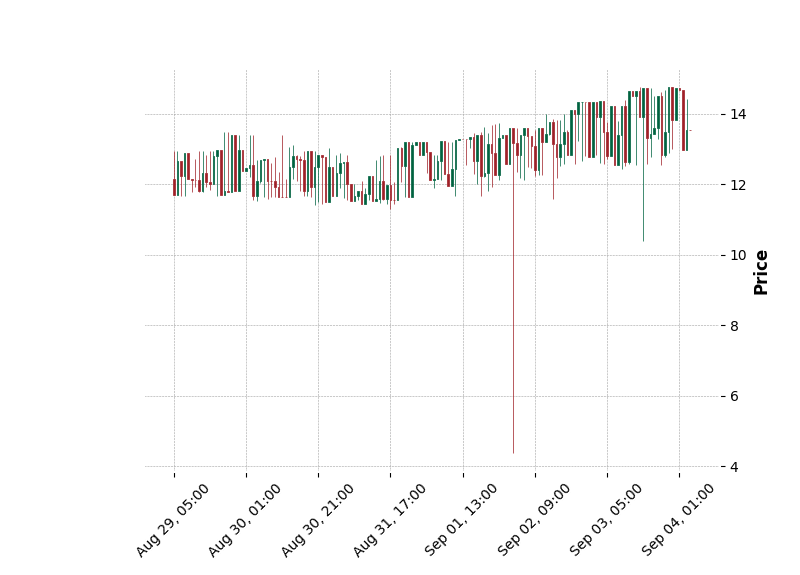 14
12
10
8
6
4
Price
Aug 29, 05:00
Aug 30, 01:00
Aug 30, 21:00
Aug 31, 17:00
Sep 01, 13:00
Sep 02, 09:00
Sep 03, 05:00
Sep 04, 01:00